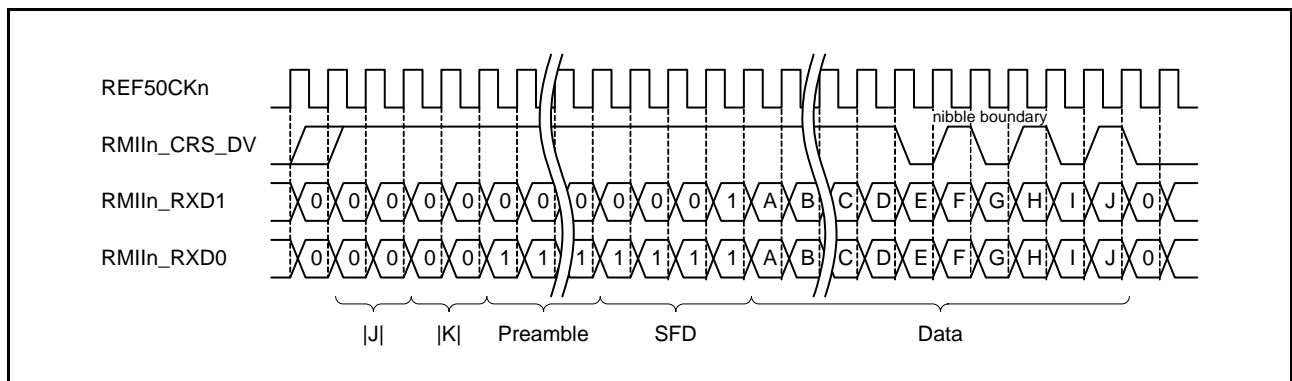 REF50CKn
nibble boundary
RMIIn_CRS_DV
RMIIn_RXD1 0 0 0 0 0 0 0 0 0 0 0 1 A B C D E F G H I J 0
RMIIn_RXD0 0 0 0 0 0 1 1 1 1 1 1 1 A B C D E F G H I J 0
|J| |K| Preamble SFD Data